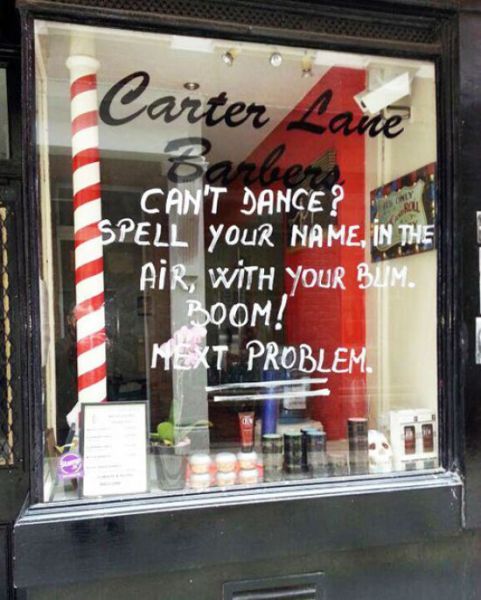 Carter Lane
Barbers
CAN'T DANCE?
SPELL YOUR NAME, IN THE
AIR, WITH YOUR BUM.
BOOM!
NEXT PROBLEM.